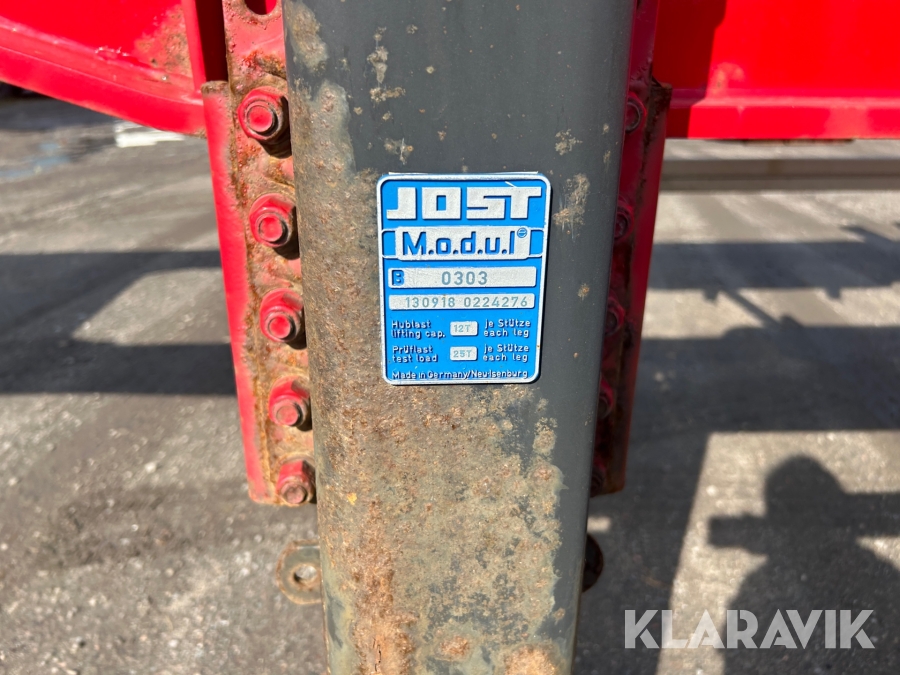 JOST
M.o.d.u.l®
B 0303
130918 0224276
Hublast 12T je Stütze
lifting cap. each leg
Prüflast 25T je Stütze
test load each leg
Made in Germany/Neu-Isenburg
KLARAVIK